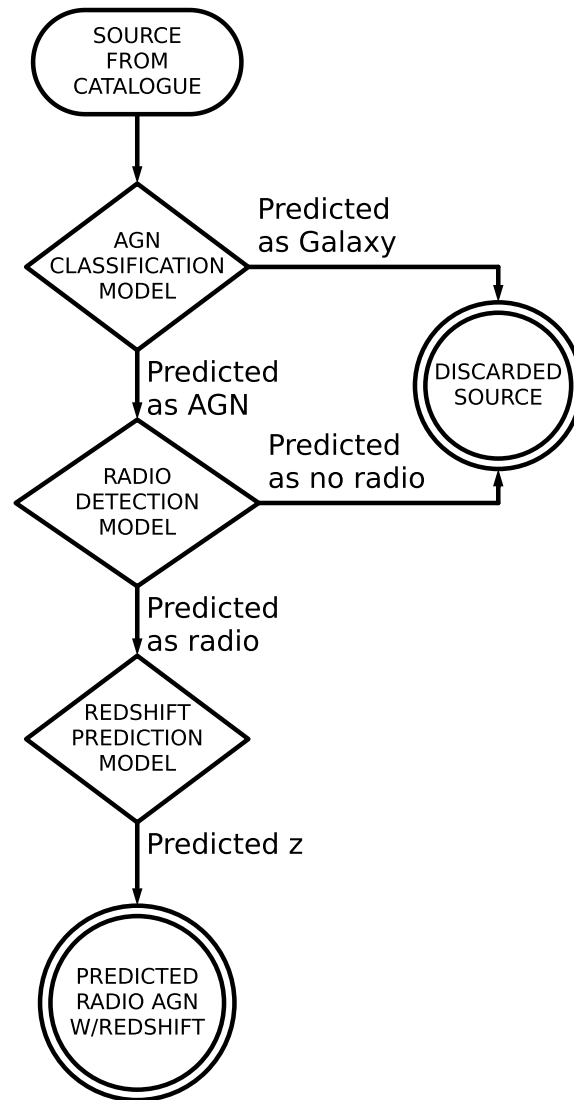 SOURCE
FROM
CATALOGUE
AGN
CLASSIFICATION
MODEL
Predicted
as Galaxy
DISCARDED
SOURCE
Predicted
as AGN
RADIO
DETECTION
MODEL
Predicted
as no radio
Predicted
as radio
REDSHIFT
PREDICTION
MODEL
Predicted z
PREDICTED
RADIO AGN
W/REDSHIFT